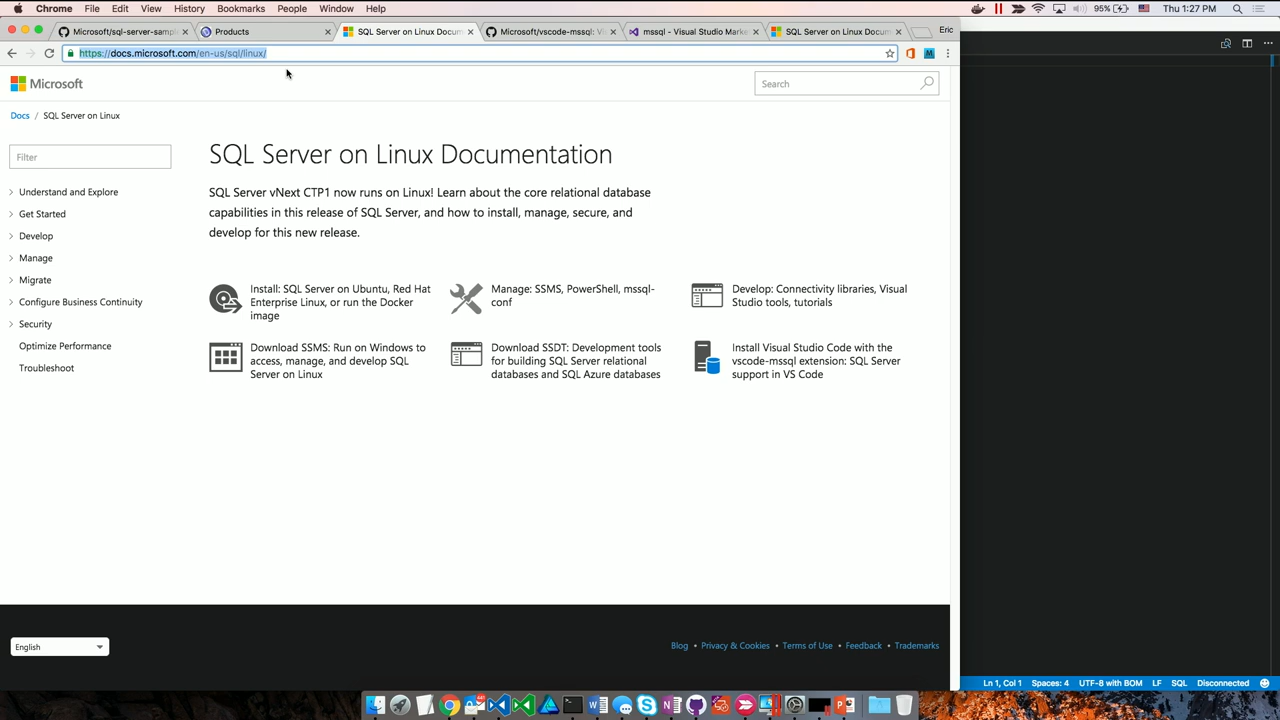 Chrome File Edit View History Bookmarks People Window Help
95% Thu 1:27 PM
Microsoft/sql-server-sampl
Products
SQL Server on Linux Docum
Microsoft/vscode-mssql: Vi
mssql - Visual Studio Marke
SQL Server on Linux Docum
Eric
https://docs.microsoft.com/en-us/sql/linux/
Microsoft
Search
Docs / SQL Server on Linux
Filter
Understand and Explore
Get Started
Develop
Manage
Migrate
Configure Business Continuity
Security
Optimize Performance
Troubleshoot
SQL Server on Linux Documentation
SQL Server vNext CTP1 now runs on Linux! Learn about the core relational database
capabilities in this release of SQL Server, and how to install, manage, secure, and
develop for this new release.
Install: SQL Server on Ubuntu, Red Hat
Enterprise Linux, or run the Docker
image
Manage: SSMS, PowerShell, mssql-
conf
Develop: Connectivity libraries, Visual
Studio tools, tutorials
Download SSMS: Run on Windows to
access, manage, and develop SQL
Server on Linux
Download SSDT: Development tools
for building SQL Server relational
databases and SQL Azure databases
Install Visual Studio Code with the
vscode-mssql extension: SQL Server
support in VS Code
English
Blog • Privacy & Cookies • Terms of Use • Feedback • Trademarks
Ln 1, Col 1 Spaces: 4 UTF-8 with BOM LF SQL Disconnected